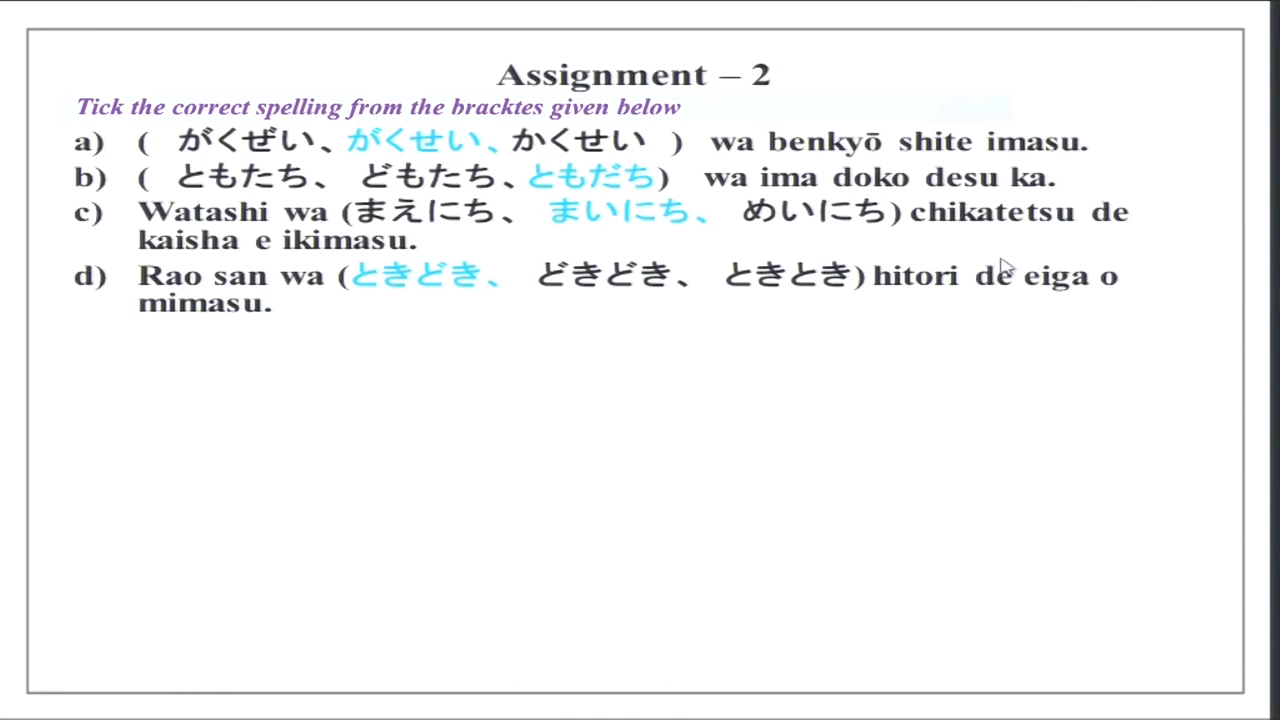 Assignment – 2
Tick the correct spelling from the bracktes given below
a) ( がくぜい、がくせい、かくせい ) wa benkyō shite imasu.
b) ( ともたち、 どもたち、ともだち) wa ima doko desu ka.
c) Watashi wa (まえにち、 まいにち、 めいにち) chikatetsu de
kaisha e ikimasu.
d) Rao san wa (ときどき、 どきどき、 ときとき) hitori de eiga o
mimasu.